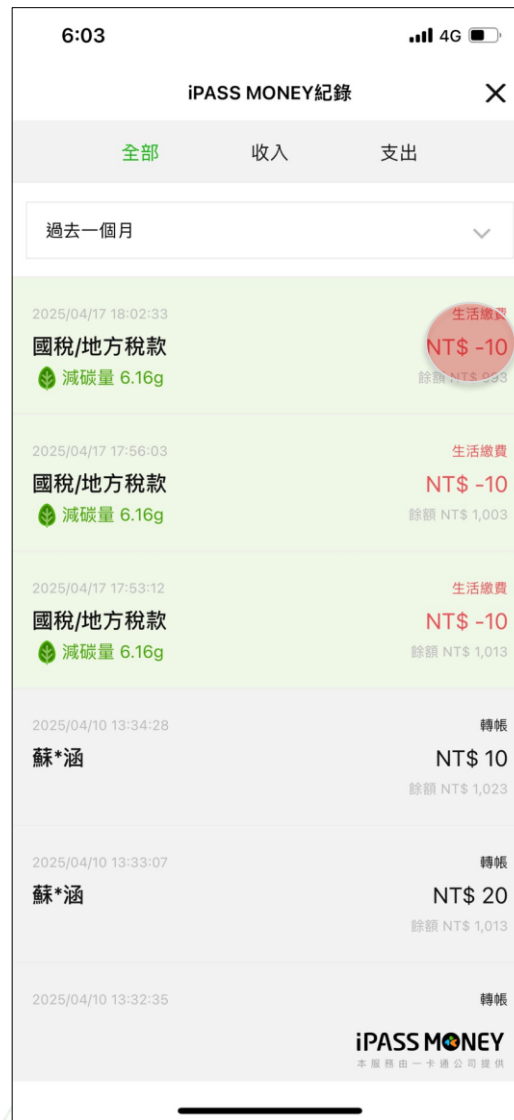 6:03 4G
iPASS MONEY紀錄
全部 收入 支出
過去一個月
2025/04/17 18:02:33 生活繳費
國稅/地方稅款 NT$ -10
減碳量 6.16g 餘額 NT$ 993
2025/04/17 17:56:03 生活繳費
國稅/地方稅款 NT$ -10
減碳量 6.16g 餘額 NT$ 1,003
2025/04/17 17:53:12 生活繳費
國稅/地方稅款 NT$ -10
減碳量 6.16g 餘額 NT$ 1,013
2025/04/10 13:34:28 轉帳
蘇*涵 NT$ 10
餘額 NT$ 1,023
2025/04/10 13:33:07 轉帳
蘇*涵 NT$ 20
餘額 NT$ 1,013
2025/04/10 13:32:35 轉帳
iPASS MONEY
本服務由一卡通公司提供